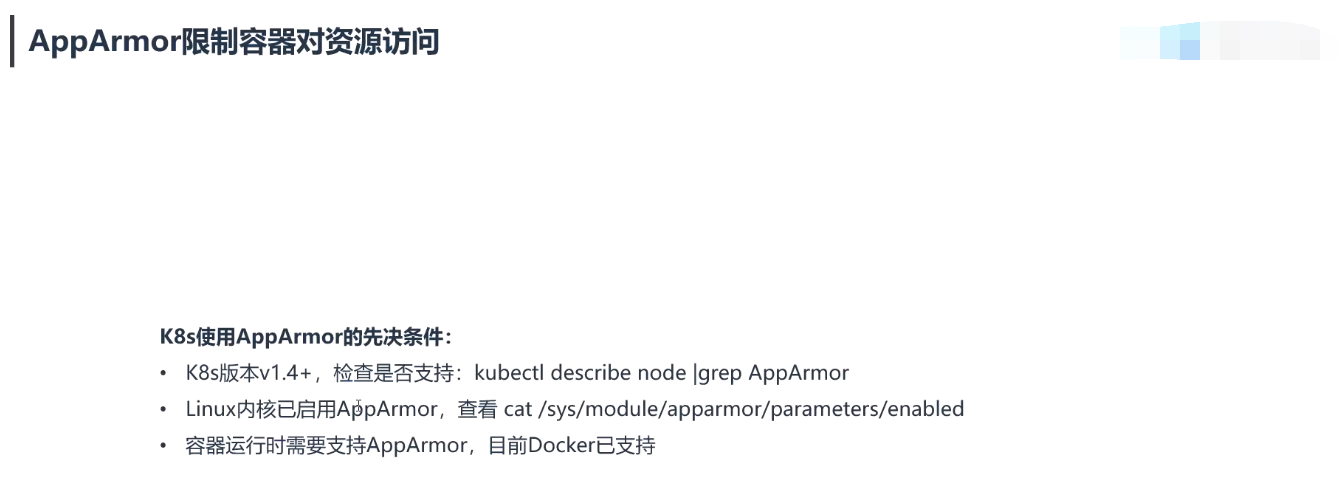 AppArmor限制容器对资源访问
K8s使用AppArmor的先决条件：
• K8s版本v1.4+，检查是否支持：kubectl describe node |grep AppArmor
• Linux内核已启用AppArmor，查看 cat /sys/module/apparmor/parameters/enabled
• 容器运行时需要支持AppArmor，目前Docker已支持